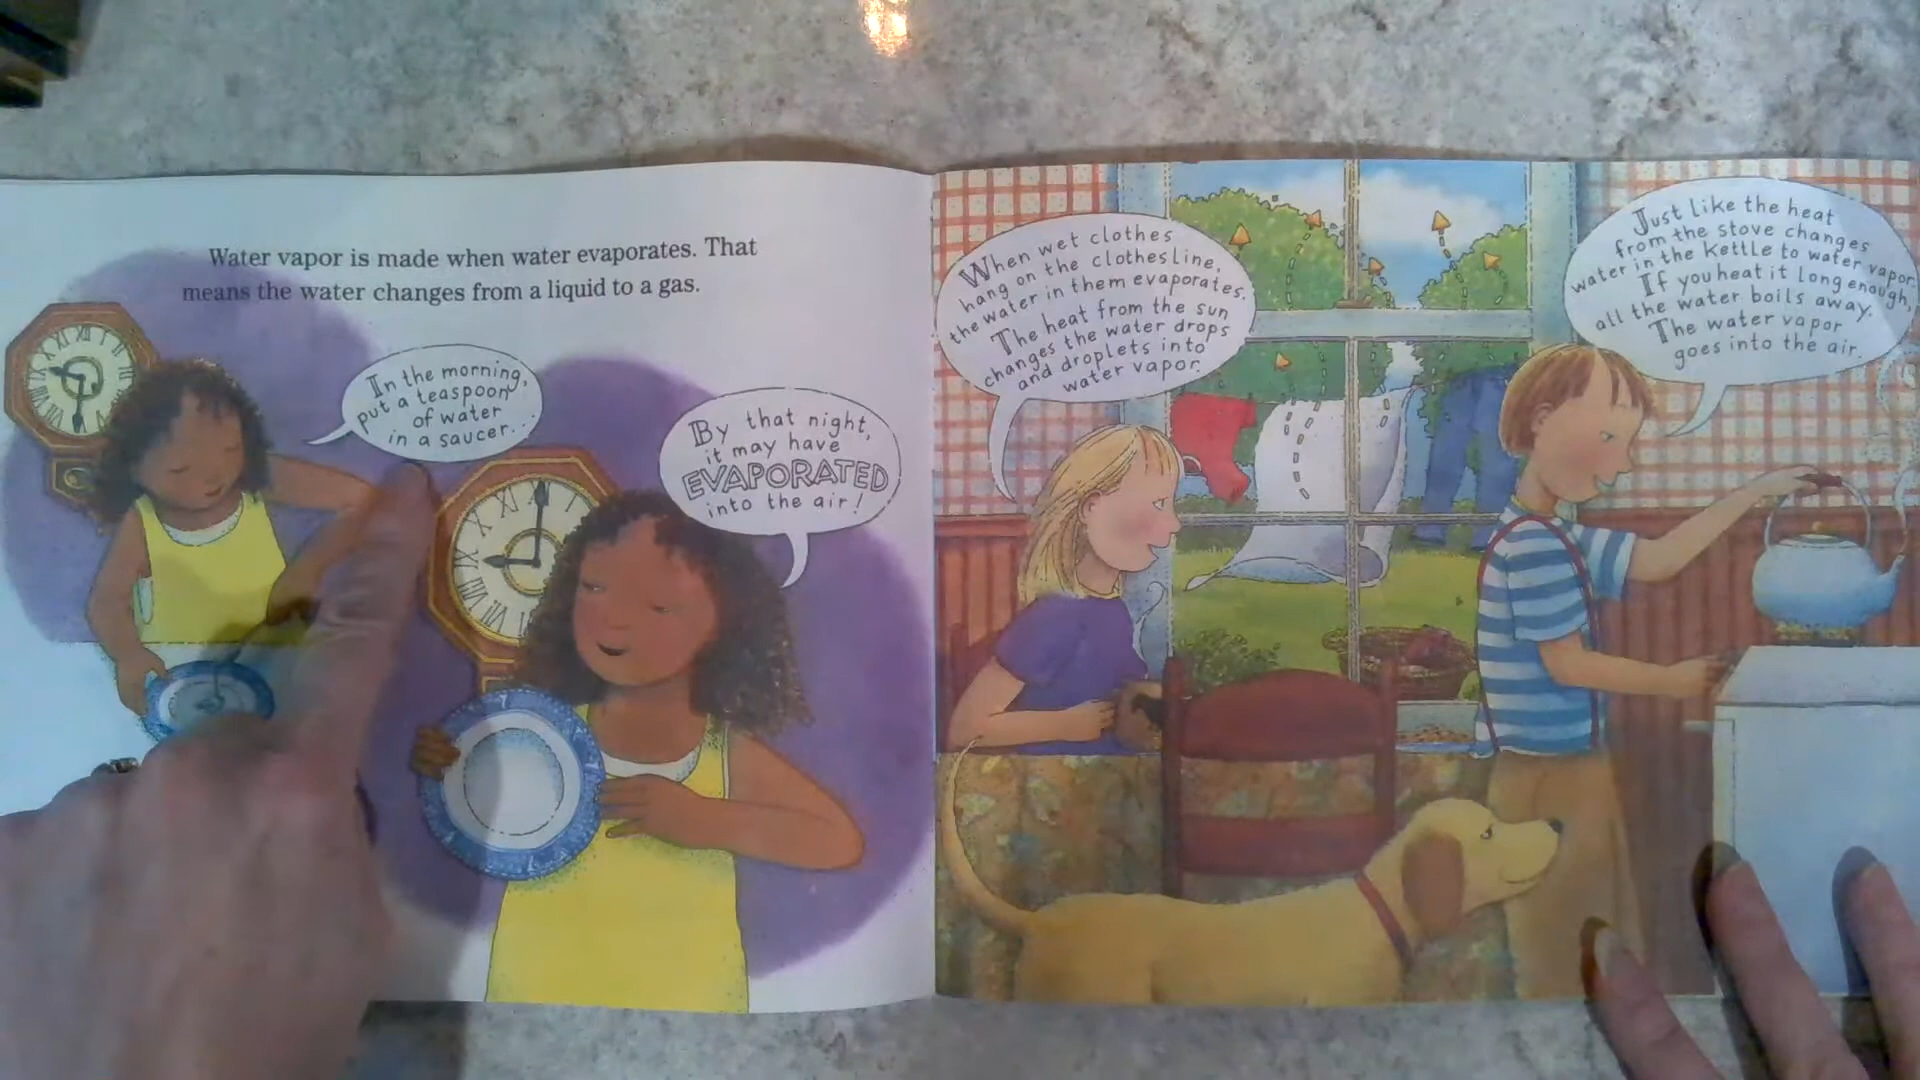 Water vapor is made when water evaporates. That
means the water changes from a liquid to a gas.
In the morning,
put a teaspoon
of water
in a saucer...
By that night,
it may have
EVAPORATED
into the air!
When wet clothes
hang on the clothesline,
the water in them evaporates.
The heat from the sun
changes the water drops
and droplets into
water vapor.
Just like the heat
from the stove changes
water in the kettle to water vapor.
If you heat it long enough,
all the water boils away.
The water vapor
goes into the air.